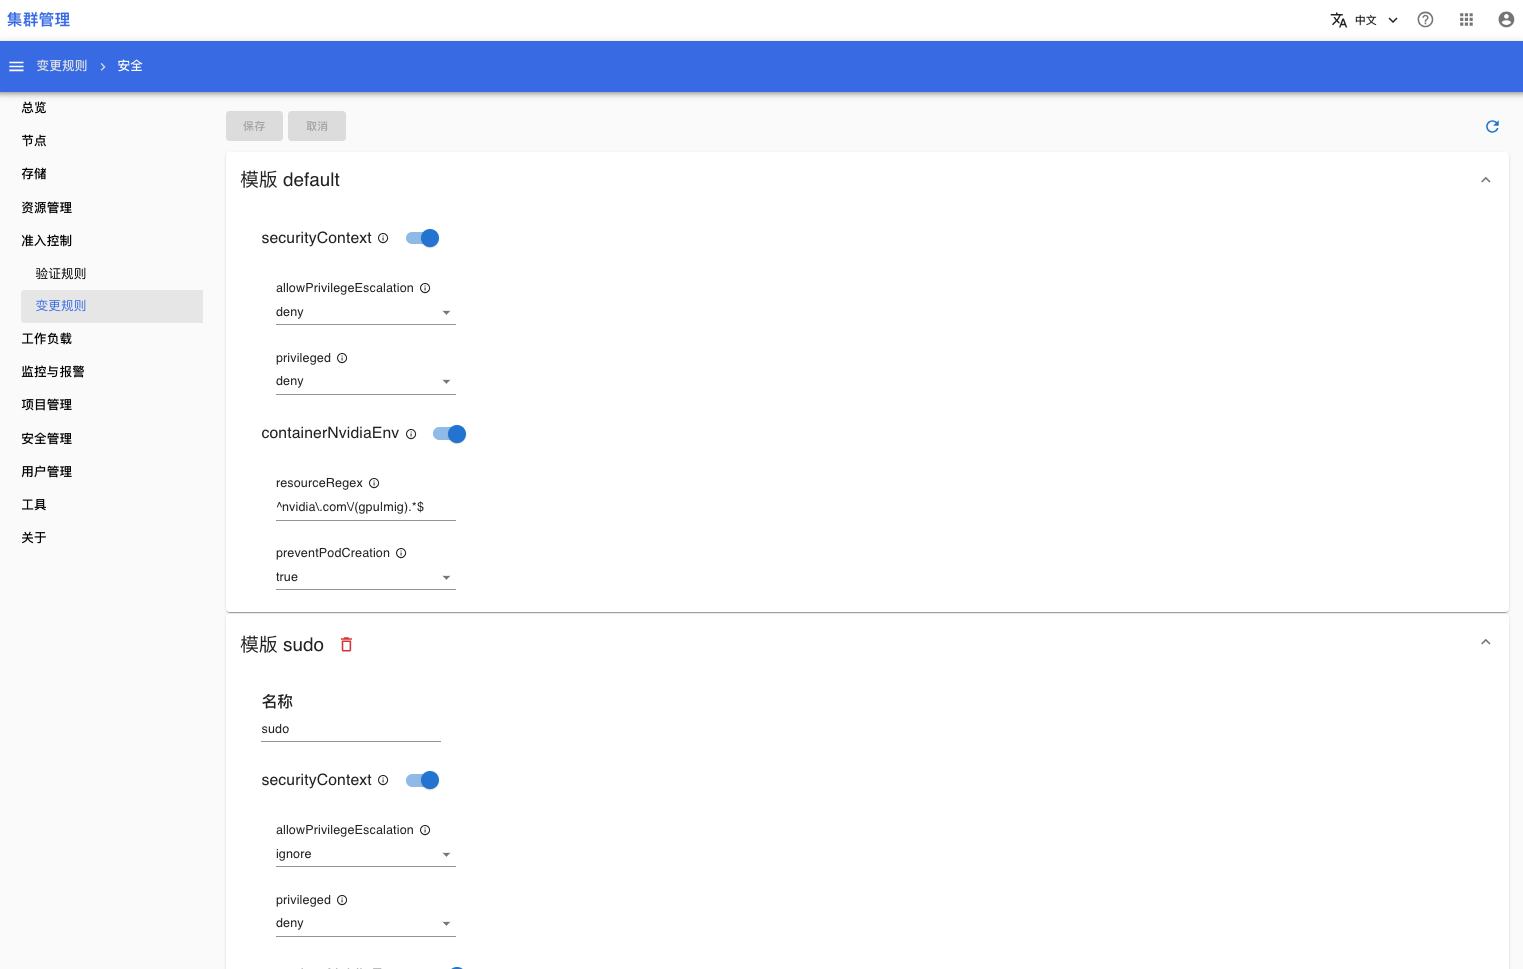 集群管理
中文
变更规则
安全
总览
节点
存储
资源管理
准入控制
验证规则
变更规则
工作负载
监控与报警
项目管理
安全管理
用户管理
工具
关于
保存 取消
模版 default
securityContext
allowPrivilegeEscalation
deny
privileged
deny
containerNvidiaEnv
resourceRegex
^nvidia\.com\/(gpu|mig).*$
preventPodCreation
true
模版 sudo
名称
sudo
securityContext
allowPrivilegeEscalation
ignore
privileged
deny